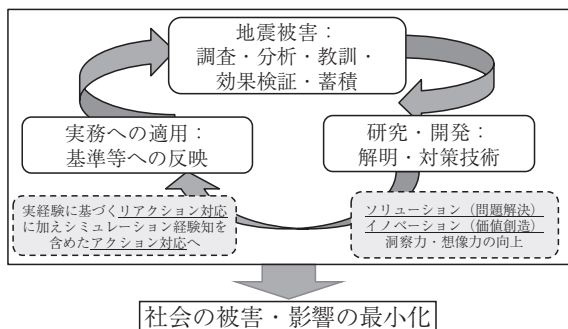 地震被害：
調査・分析・教訓・
効果検証・蓄積
実務への適用：
基準等への反映
研究・開発：
解明・対策技術
実経験に基づくリアクション対応
に加えシミュレーション経験知を
含めたアクション対応へ
ソリューション（問題解決）
イノベーション（価値創造）
洞察力・想像力の向上
社会の被害・影響の最小化